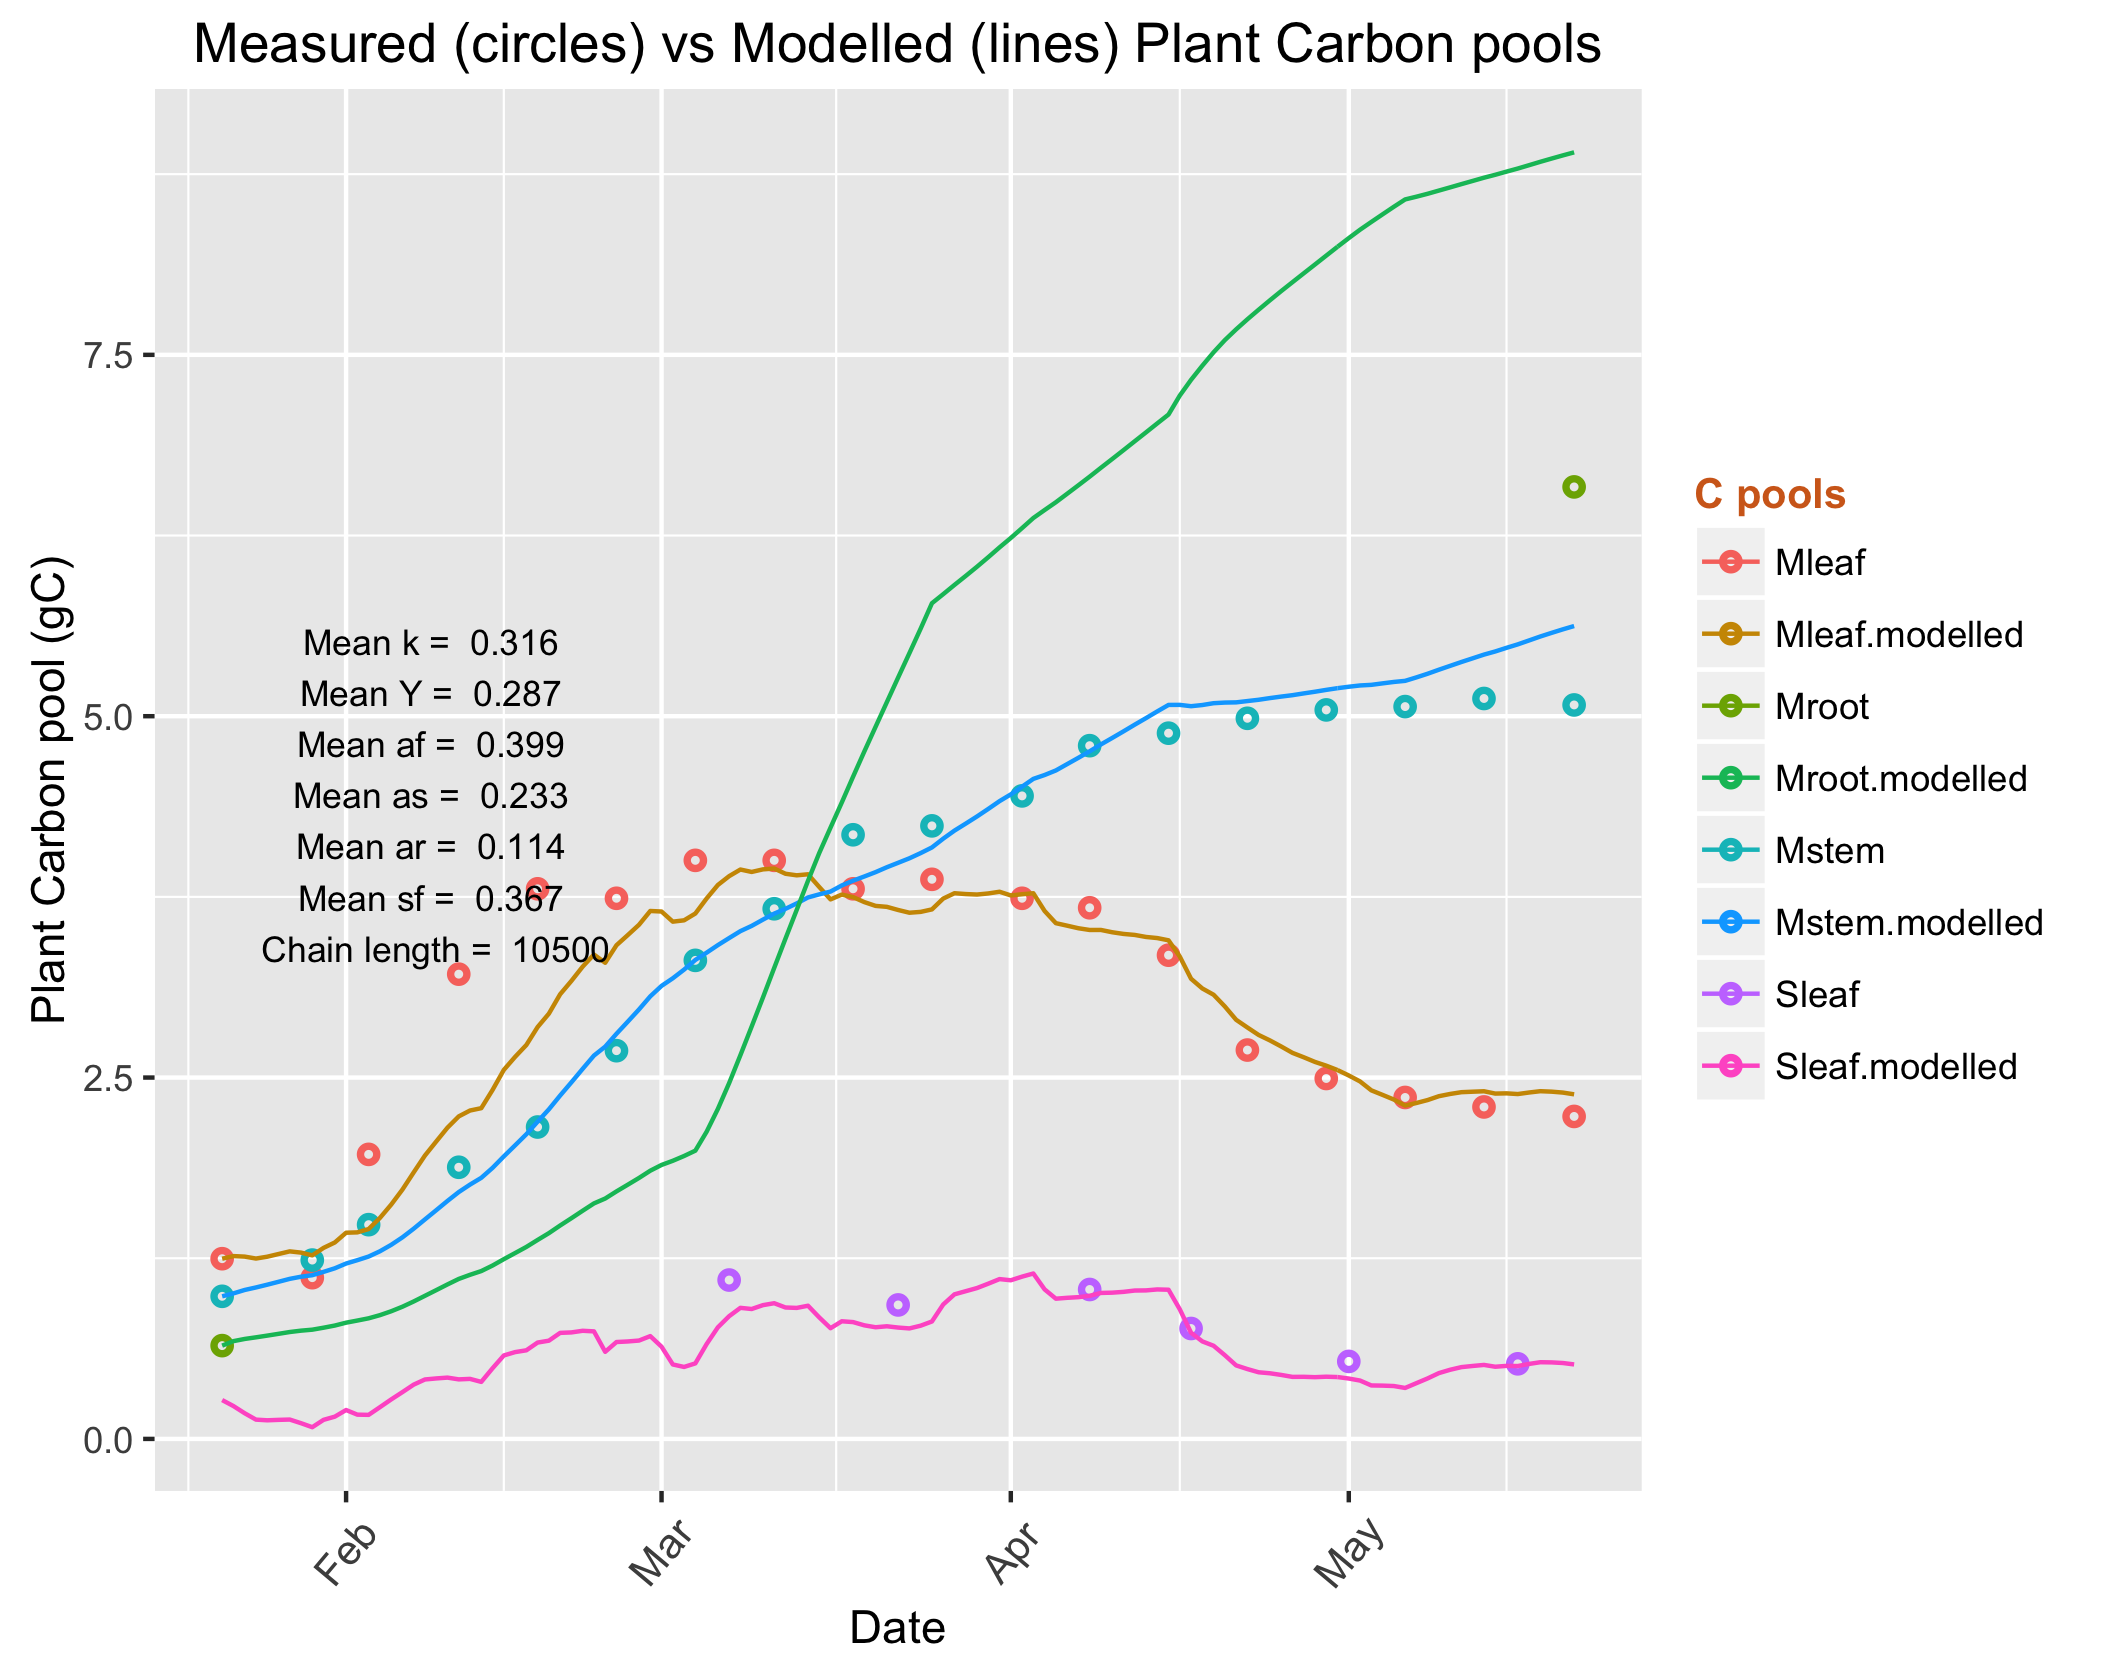 Measured (circles) vs Modelled (lines) Plant Carbon pools
Plant Carbon pool (gC)
7.5
5.0
2.5
0.0
Mean k = 0.316
Mean Y = 0.287
Mean af = 0.399
Mean as = 0.233
Mean ar = 0.114
Mean sf = 0.367
Chain length = 10500
Feb
Mar
Apr
May
Date
C pools
Mleaf
Mleaf.modelled
Mroot
Mroot.modelled
Mstem
Mstem.modelled
Sleaf
Sleaf.modelled